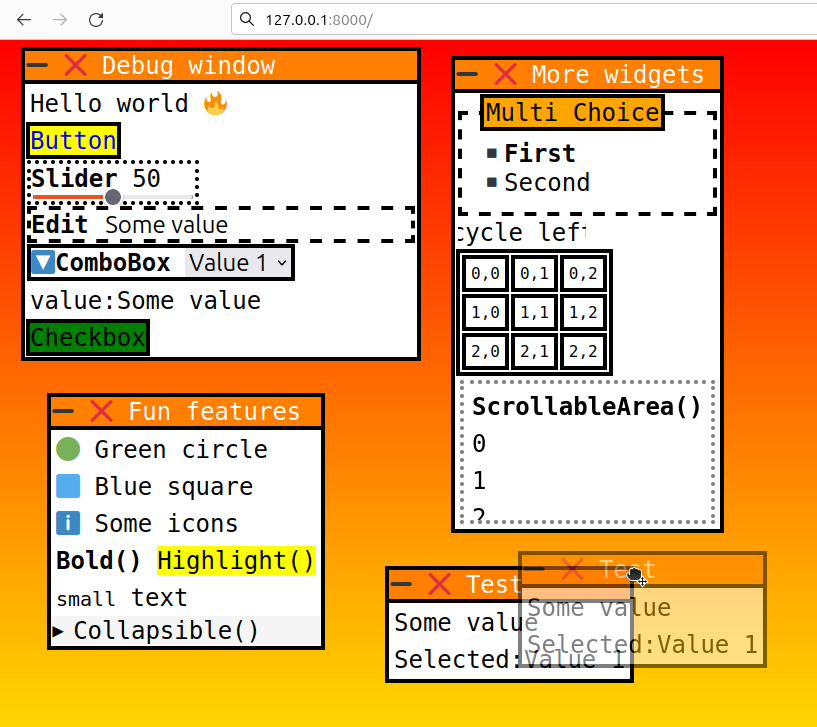 127.0.0.1:8000/
Debug window
Hello world 🔥
Button
Slider 50
Edit Some value
ComboBox Value 1
value:Some value
Checkbox
More widgets
Multi Choice
First
Second
cycle left
0,0 0,1 0,2
1,0 1,1 1,2
2,0 2,1 2,2
ScrollableArea()
0
1
2
Fun features
Green circle
Blue square
Some icons
Bold() Highlight()
small text
Collapsible()
Test
Some value
Selected:Value 1
Test
Some value
Selected:Value 1